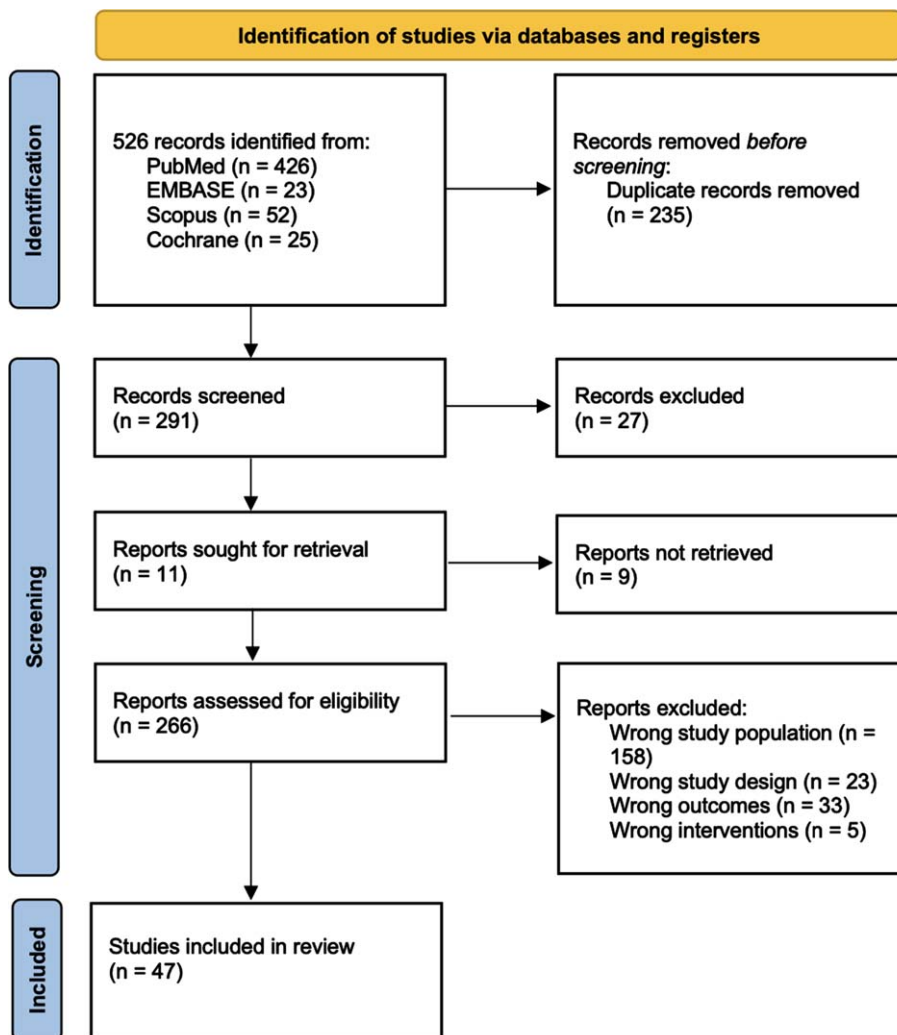 Identification of studies via databases and registers
Identification
526 records identified from:
PubMed (n = 426)
EMBASE (n = 23)
Scopus (n = 52)
Cochrane (n = 25)
Records removed before
screening:
Duplicate records removed
(n = 235)
Screening
Records screened
(n = 291)
Records excluded
(n = 27)
Reports sought for retrieval
(n = 11)
Reports not retrieved
(n = 9)
Reports assessed for eligibility
(n = 266)
Reports excluded:
Wrong study population (n =
158)
Wrong study design (n = 23)
Wrong outcomes (n = 33)
Wrong interventions (n = 5)
Included
Studies included in review
(n = 47)